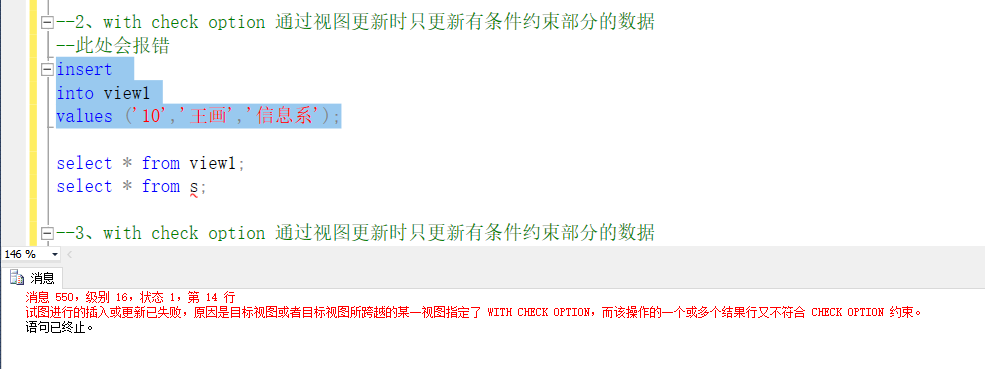 --2、with check option 通过视图更新时只更新有条件约束部分的数据
--此处会报错
insert
into view1
values ('10','王画','信息系');
select * from view1;
select * from s;
--3、with check option 通过视图更新时只更新有条件约束部分的数据
146 %
消息
消息 550，级别 16，状态 1，第 14 行
试图进行的插入或更新已失败，原因是目标视图或者目标视图所跨越的某一视图指定了 WITH CHECK OPTION，而该操作的一个或多个结果行又不符合 CHECK OPTION 约束。
语句已终止。